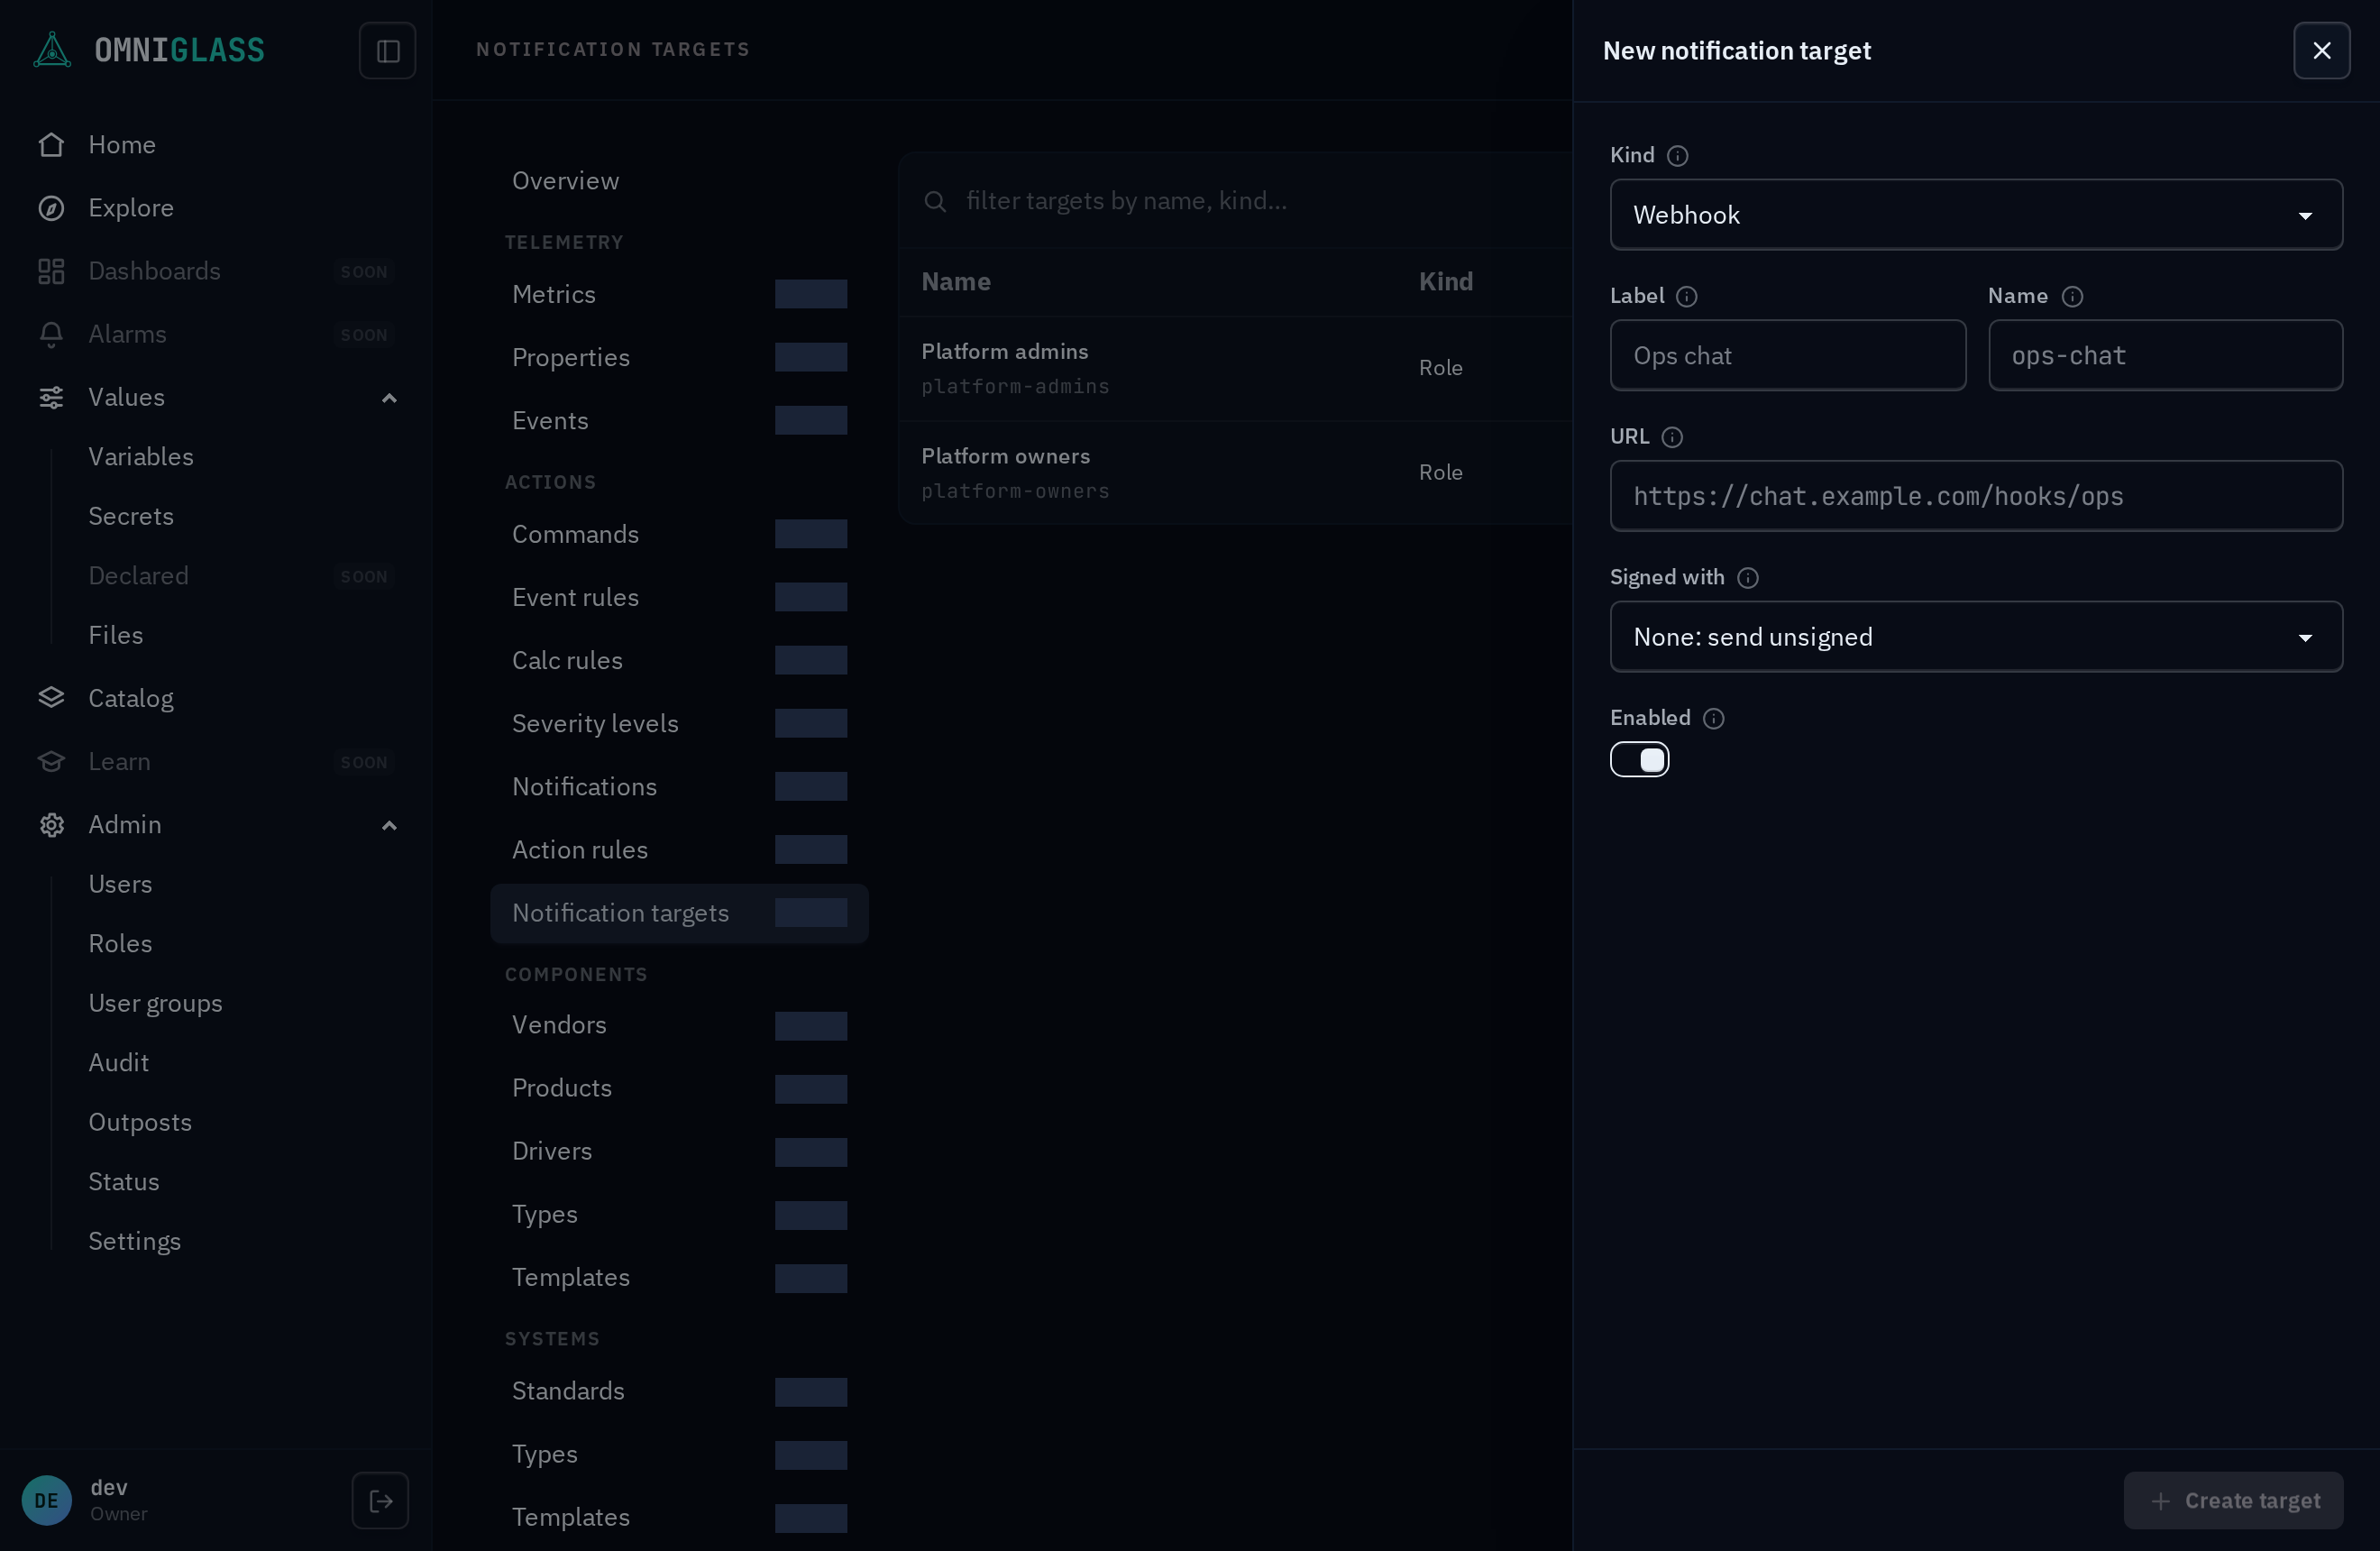 OMNIGLASS
Home
Explore
Dashboards SOON
Alarms SOON
Values
Variables
Secrets
Declared SOON
Files
Catalog
Learn SOON
Admin
Users
Roles
User groups
Audit
Outposts
Status
Settings
DE
dev
Owner
NOTIFICATION TARGETS
Overview
TELEMETRY
Metrics
Properties
Events
ACTIONS
Commands
Event rules
Calc rules
Severity levels
Notifications
Action rules
Notification targets
COMPONENTS
Vendors
Products
Drivers
Types
Templates
SYSTEMS
Standards
Types
Templates
filter targets by name, kind...
Name Kind
Platform admins
platform-admins
Role
Platform owners
platform-owners
Role
New notification target
Kind
Webhook
Label Name
Ops chat ops-chat
URL
https://chat.example.com/hooks/ops
Signed with
None: send unsigned
Enabled
Create target